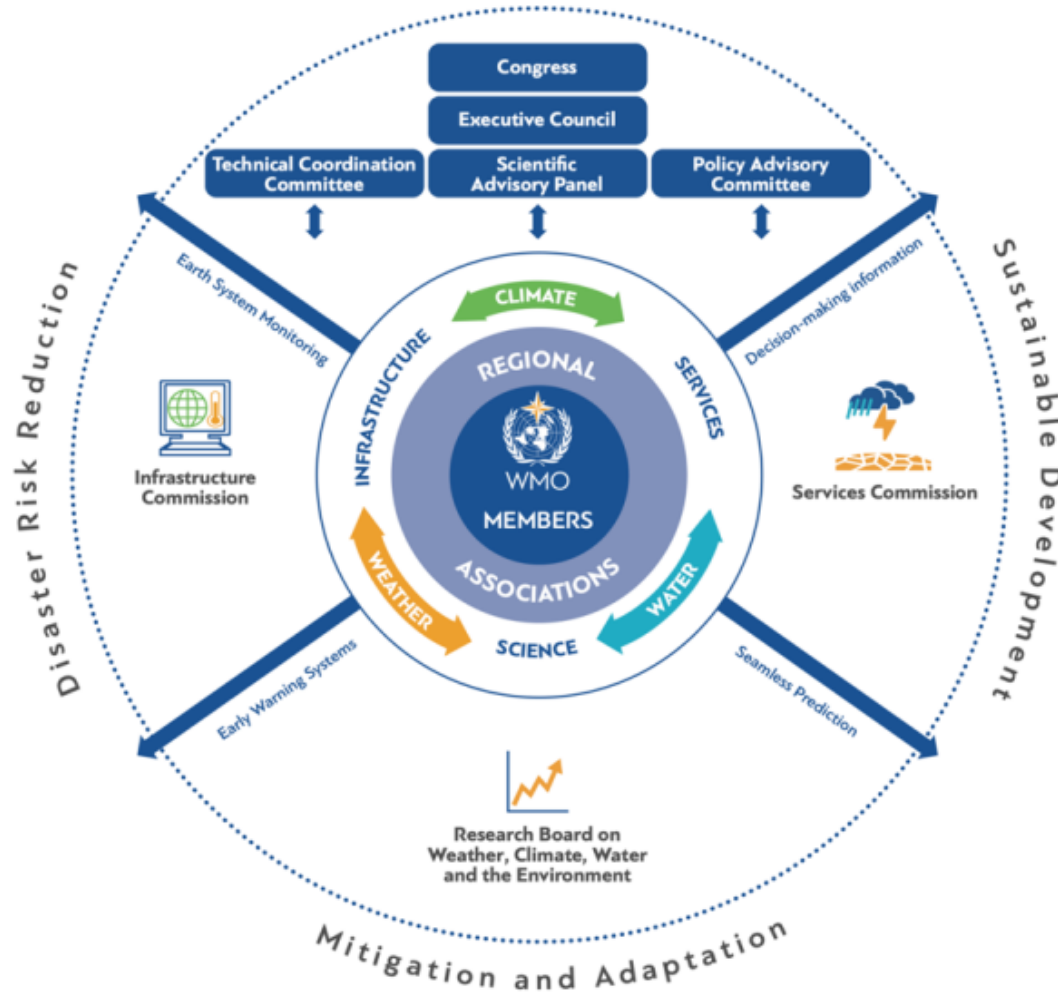 Congress
Executive Council
Technical Coordination
Committee
Scientific
Advisory Panel
Policy Advisory
Committee
Earth System Monitoring
Decision-making information
Disaster Risk Reduction
Sustainable Development
CLIMATE
INFRASTRUCTURE
SERVICES
REGIONAL
WMO
MEMBERS
ASSOCIATIONS
WEATHER
WATER
SCIENCE
Infrastructure
Commission
Services Commission
Early Warning Systems
Seamless Prediction
Research Board on
Weather, Climate, Water
and the Environment
Mitigation and Adaptation